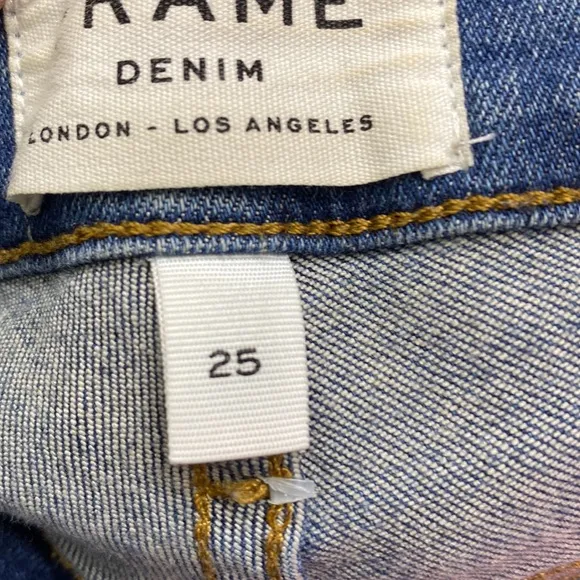 RAME
DENIM
LONDON - LOS ANGELES
25